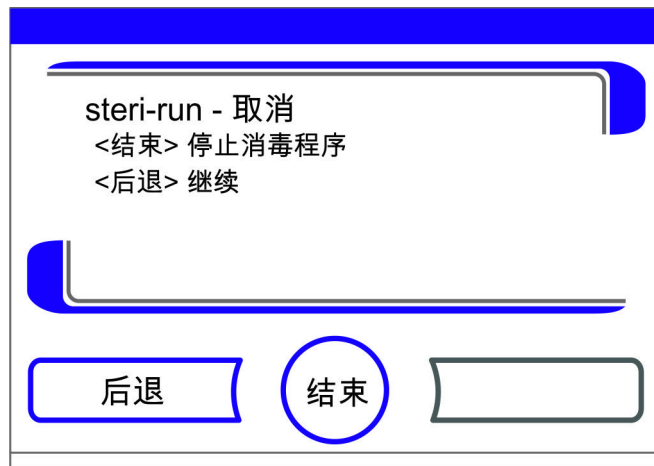 steri-run - 取消
<结束> 停止消毒程序
<后退> 继续
后退
结束